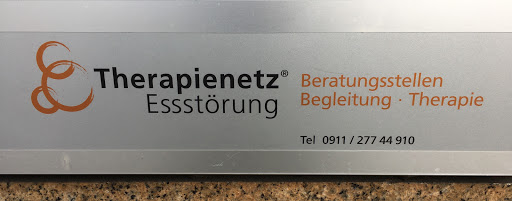 Therapienetz®
Essstörung
Beratungsstellen
Begleitung · Therapie
Tel 0911 / 277 44 910